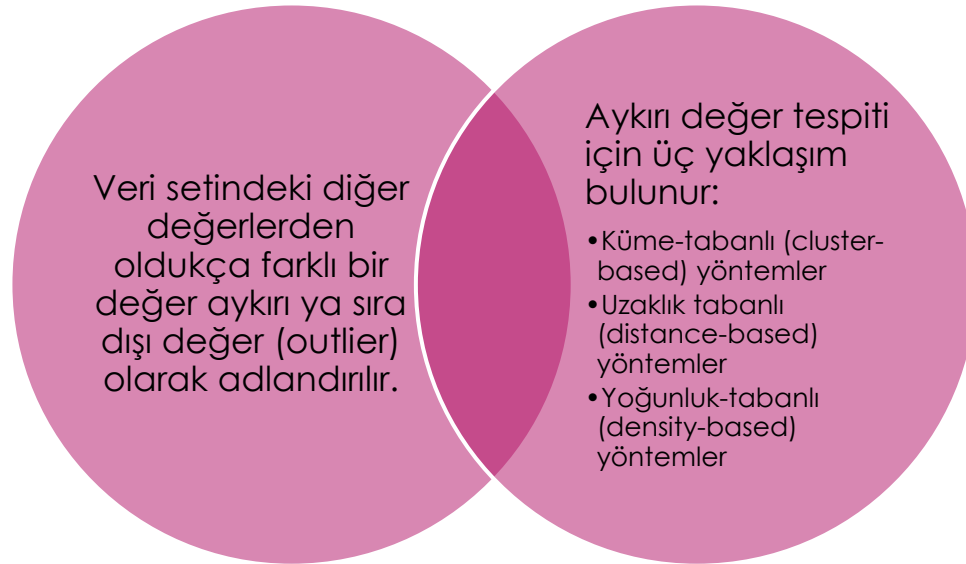 Veri setindeki diğer
değerlerden
oldukça farklı bir
değer aykırı ya sıra
dışı değer (outlier)
olarak adlandırılır.
Aykırı değer tespiti
için üç yaklaşım
bulunur:
•Küme-tabanlı (cluster-
based) yöntemler
•Uzaklık tabanlı
(distance-based)
yöntemler
•Yoğunluk-tabanlı
(density-based)
yöntemler